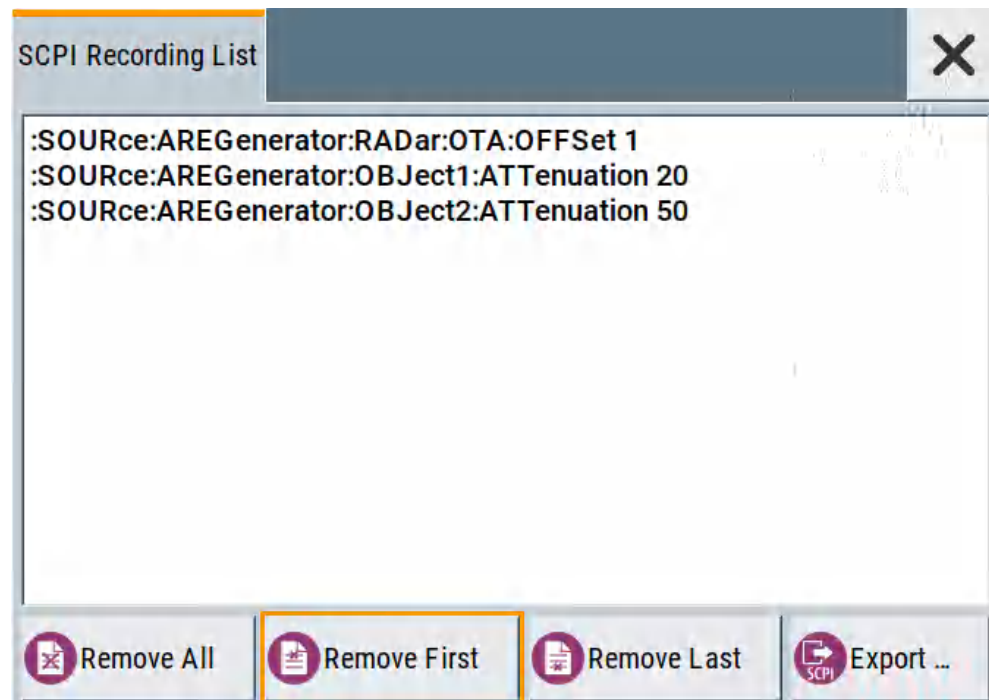 SCPI Recording List
:SOURce:AREGenerator:RADar:OTA:OFFSet 1
:SOURce:AREGenerator:OBJect1:ATTenuation 20
:SOURce:AREGenerator:OBJect2:ATTenuation 50
Remove All
Remove First
Remove Last
SCPI
Export ...